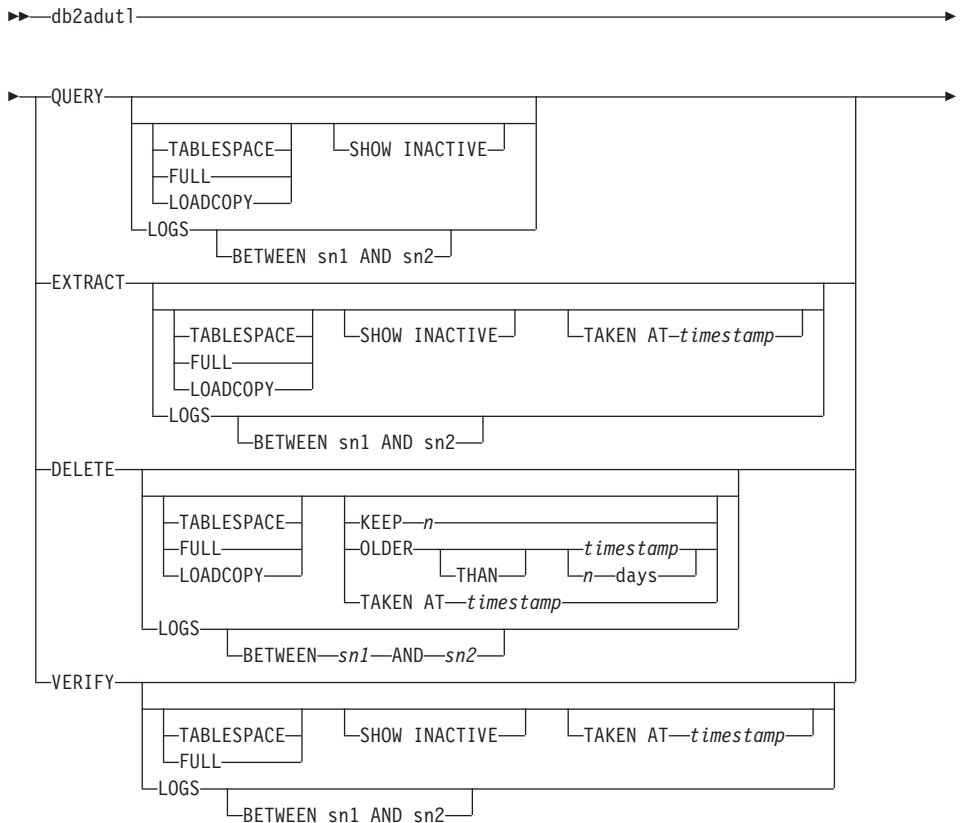 db2adutl
QUERY
TABLESPACE SHOW INACTIVE
FULL
LOADCOPY
LOGS
BETWEEN sn1 AND sn2
EXTRACT
TABLESPACE SHOW INACTIVE TAKEN AT timestamp
FULL
LOADCOPY
LOGS
BETWEEN sn1 AND sn2
DELETE
TABLESPACE KEEP n
FULL OLDER timestamp
LOADCOPY THAN n days
TAKEN AT timestamp
LOGS
BETWEEN sn1 AND sn2
VERIFY
TABLESPACE SHOW INACTIVE TAKEN AT timestamp
FULL
LOGS
BETWEEN sn1 AND sn2